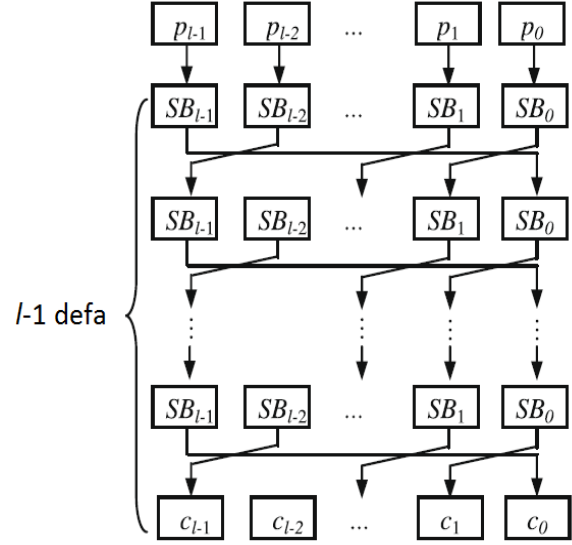 p_{l-1} p_{l-2} ... p_1 p_0
SB_{l-1} SB_{l-2} ... SB_1 SB_0
SB_{l-1} SB_{l-2} ... SB_1 SB_0
l-1 defa
SB_{l-1} SB_{l-2} ... SB_1 SB_0
c_{l-1} c_{l-2} ... c_1 c_0